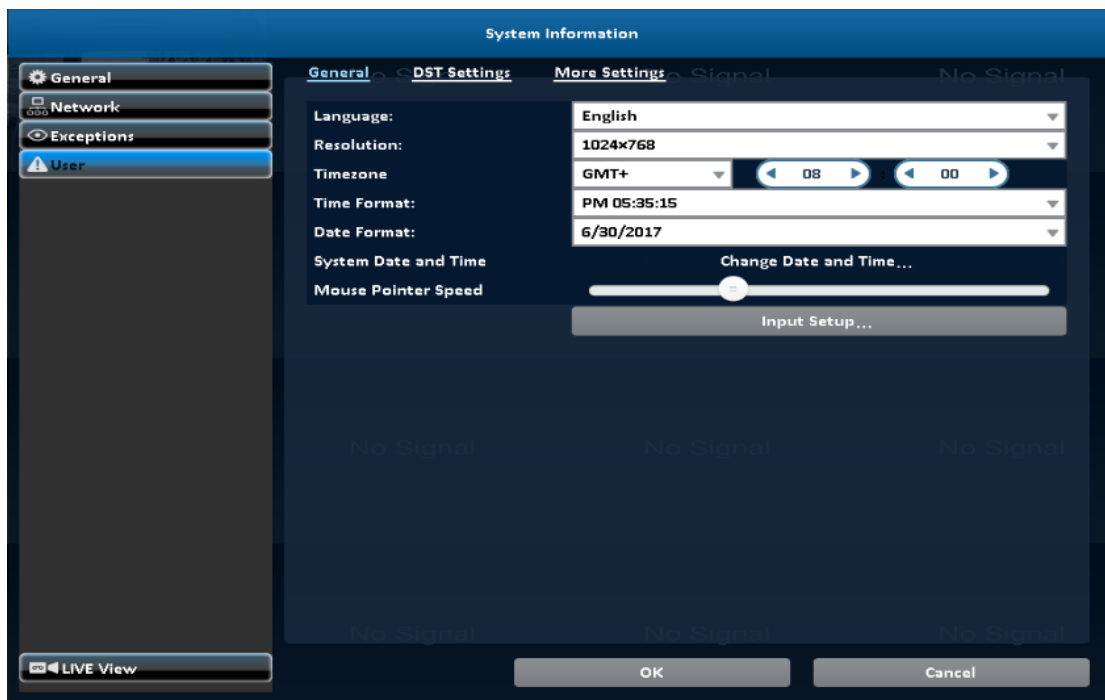 System Information
General
Network
Exceptions
User
General DST Settings More Settings
No Signal No Signal
Language: English
Resolution: 1024×768
Timezone GMT+ 08 : 00
Time Format: PM 05:35:15
Date Format: 6/30/2017
System Date and Time Change Date and Time...
Mouse Pointer Speed
Input Setup...
No Signal No Signal No Signal
No Signal No Signal No Signal
LIVE View OK Cancel